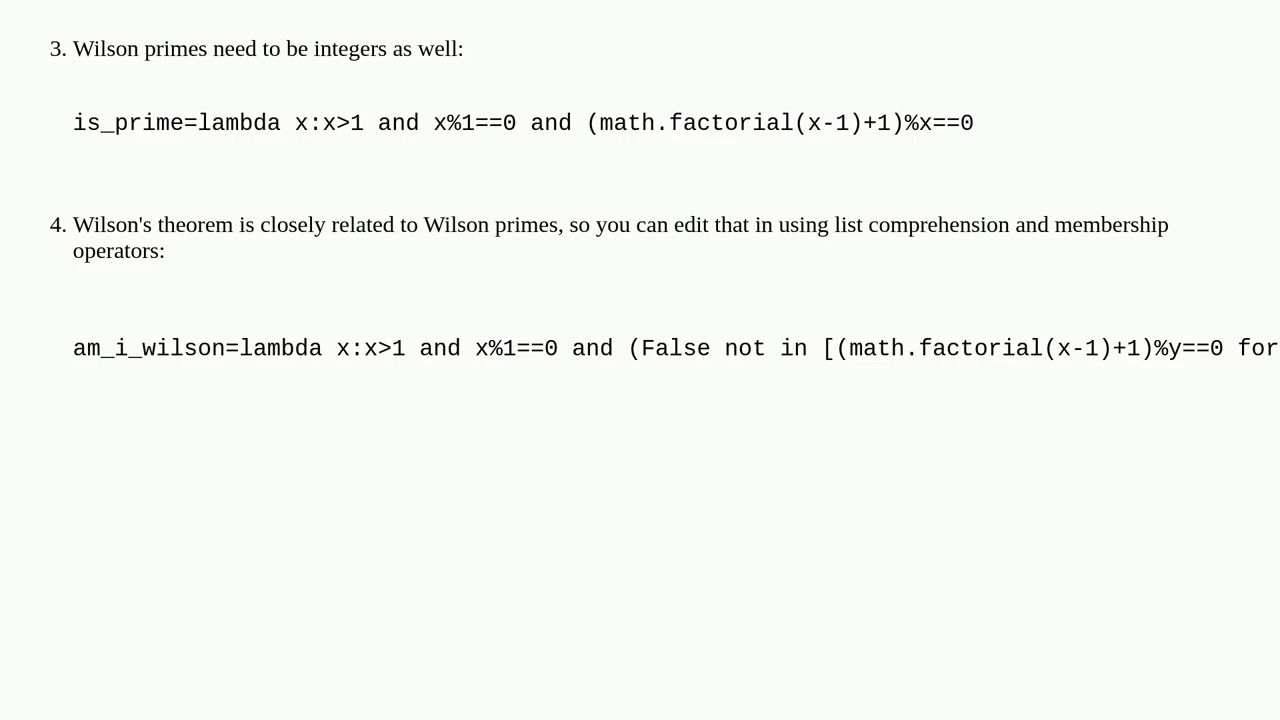 3. Wilson primes need to be integers as well:
is_prime=lambda x:x>1 and x%1==0 and (math.factorial(x-1)+1)%x==0
4. Wilson's theorem is closely related to Wilson primes, so you can edit that in using list comprehension and membership
operators:
am_i_wilson=lambda x:x>1 and x%1==0 and (False not in [(math.factorial(x-1)+1)%y==0 for